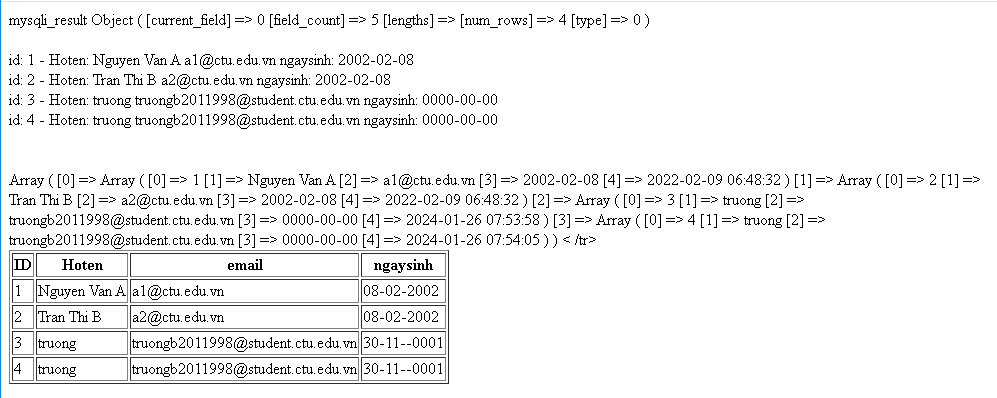 mysqli_result Object ( [current_field] => 0 [field_count] => 5 [lengths] => [num_rows] => 4 [type] => 0 )
id: 1 - Hoten: Nguyen Van A a1@ctu.edu.vn ngaysinh: 2002-02-08
id: 2 - Hoten: Tran Thi B a2@ctu.edu.vn ngaysinh: 2002-02-08
id: 3 - Hoten: truong truongb2011998@student.ctu.edu.vn ngaysinh: 0000-00-00
id: 4 - Hoten: truong truongb2011998@student.ctu.edu.vn ngaysinh: 0000-00-00
Array ( [0] => Array ( [0] => 1 [1] => Nguyen Van A [2] => a1@ctu.edu.vn [3] => 2002-02-08 [4] => 2022-02-09 06:48:32 ) [1] => Array ( [0] => 2 [1] =>
Tran Thi B [2] => a2@ctu.edu.vn [3] => 2002-02-08 [4] => 2022-02-09 06:48:32 ) [2] => Array ( [0] => 3 [1] => truong [2] =>
truongb2011998@student.ctu.edu.vn [3] => 0000-00-00 [4] => 2024-01-26 07:53:58 ) [3] => Array ( [0] => 4 [1] => truong [2] =>
truongb2011998@student.ctu.edu.vn [3] => 0000-00-00 [4] => 2024-01-26 07:54:05 ) ) < /tr>
ID Hoten email ngaysinh
1 Nguyen Van A a1@ctu.edu.vn 08-02-2002
2 Tran Thi B a2@ctu.edu.vn 08-02-2002
3 truong truongb2011998@student.ctu.edu.vn 30-11--0001
4 truong truongb2011998@student.ctu.edu.vn 30-11--0001